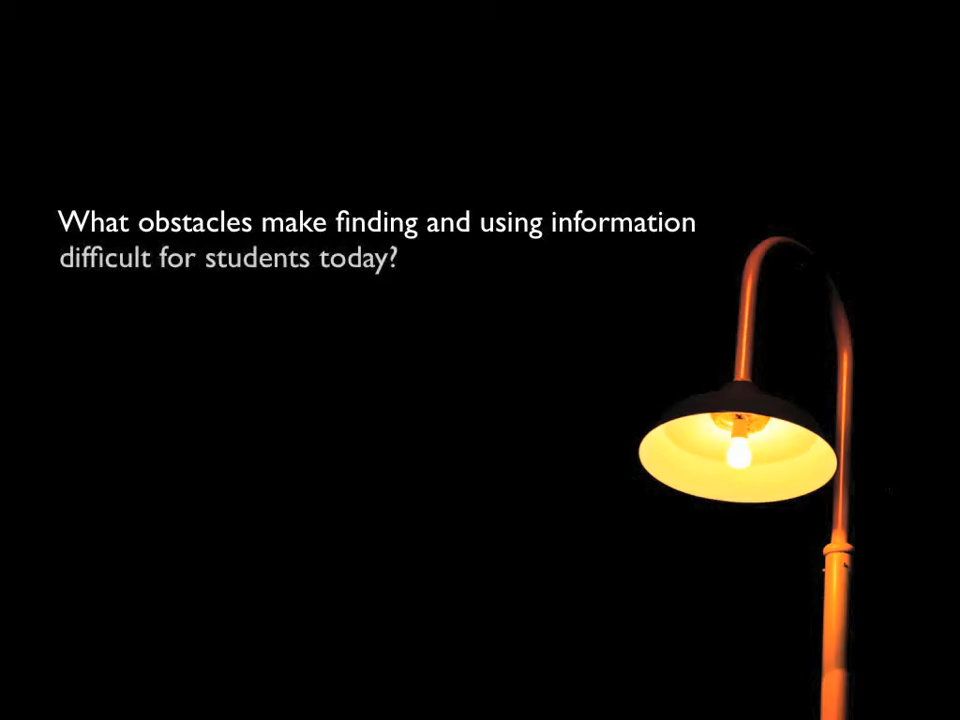 What obstacles make finding and using information
difficult for students today?